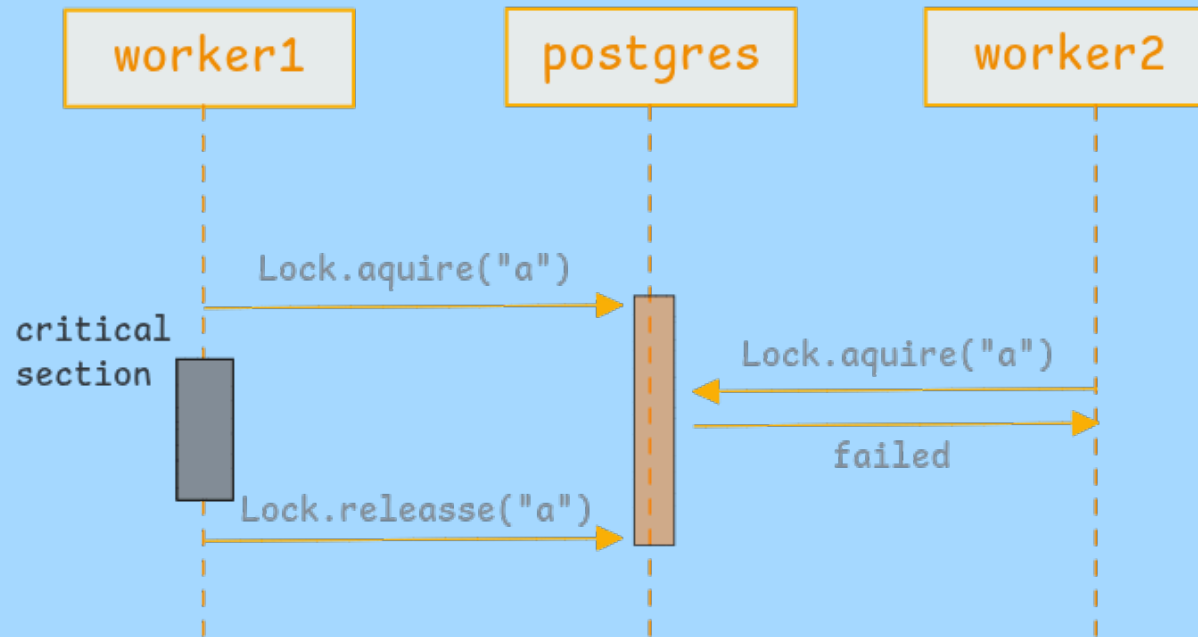 worker1
postgres
worker2
Lock.aquire("a")
critical
section
Lock.aquire("a")
failed
Lock.releasse("a")